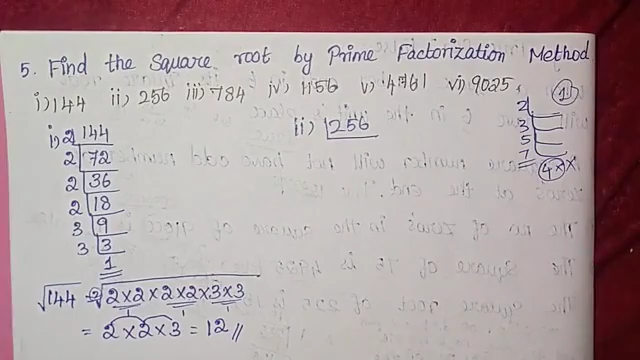 5. Find the Square root by Prime Factorization Method
i) 144 ii) 256 iii) 784 iv) 1156 v) 4761 vi) 9025
i) 2 144
2 72
2 36
2 18
3 9
3 3
1
ii) 256
2 1
3
5
7
4 × ×
√144 = √2×2×2×2×3×3
= 2×2×3 = 12 //